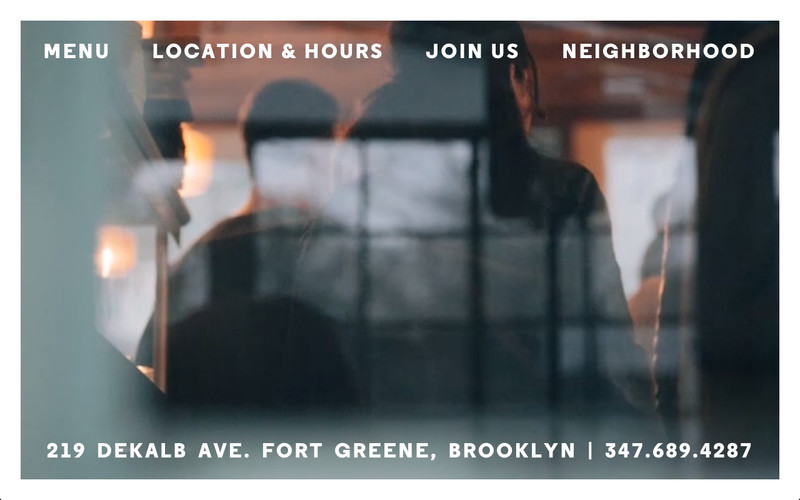 MENU LOCATION & HOURS JOIN US NEIGHBORHOOD
219 DEKALB AVE. FORT GREENE, BROOKLYN | 347.689.4287